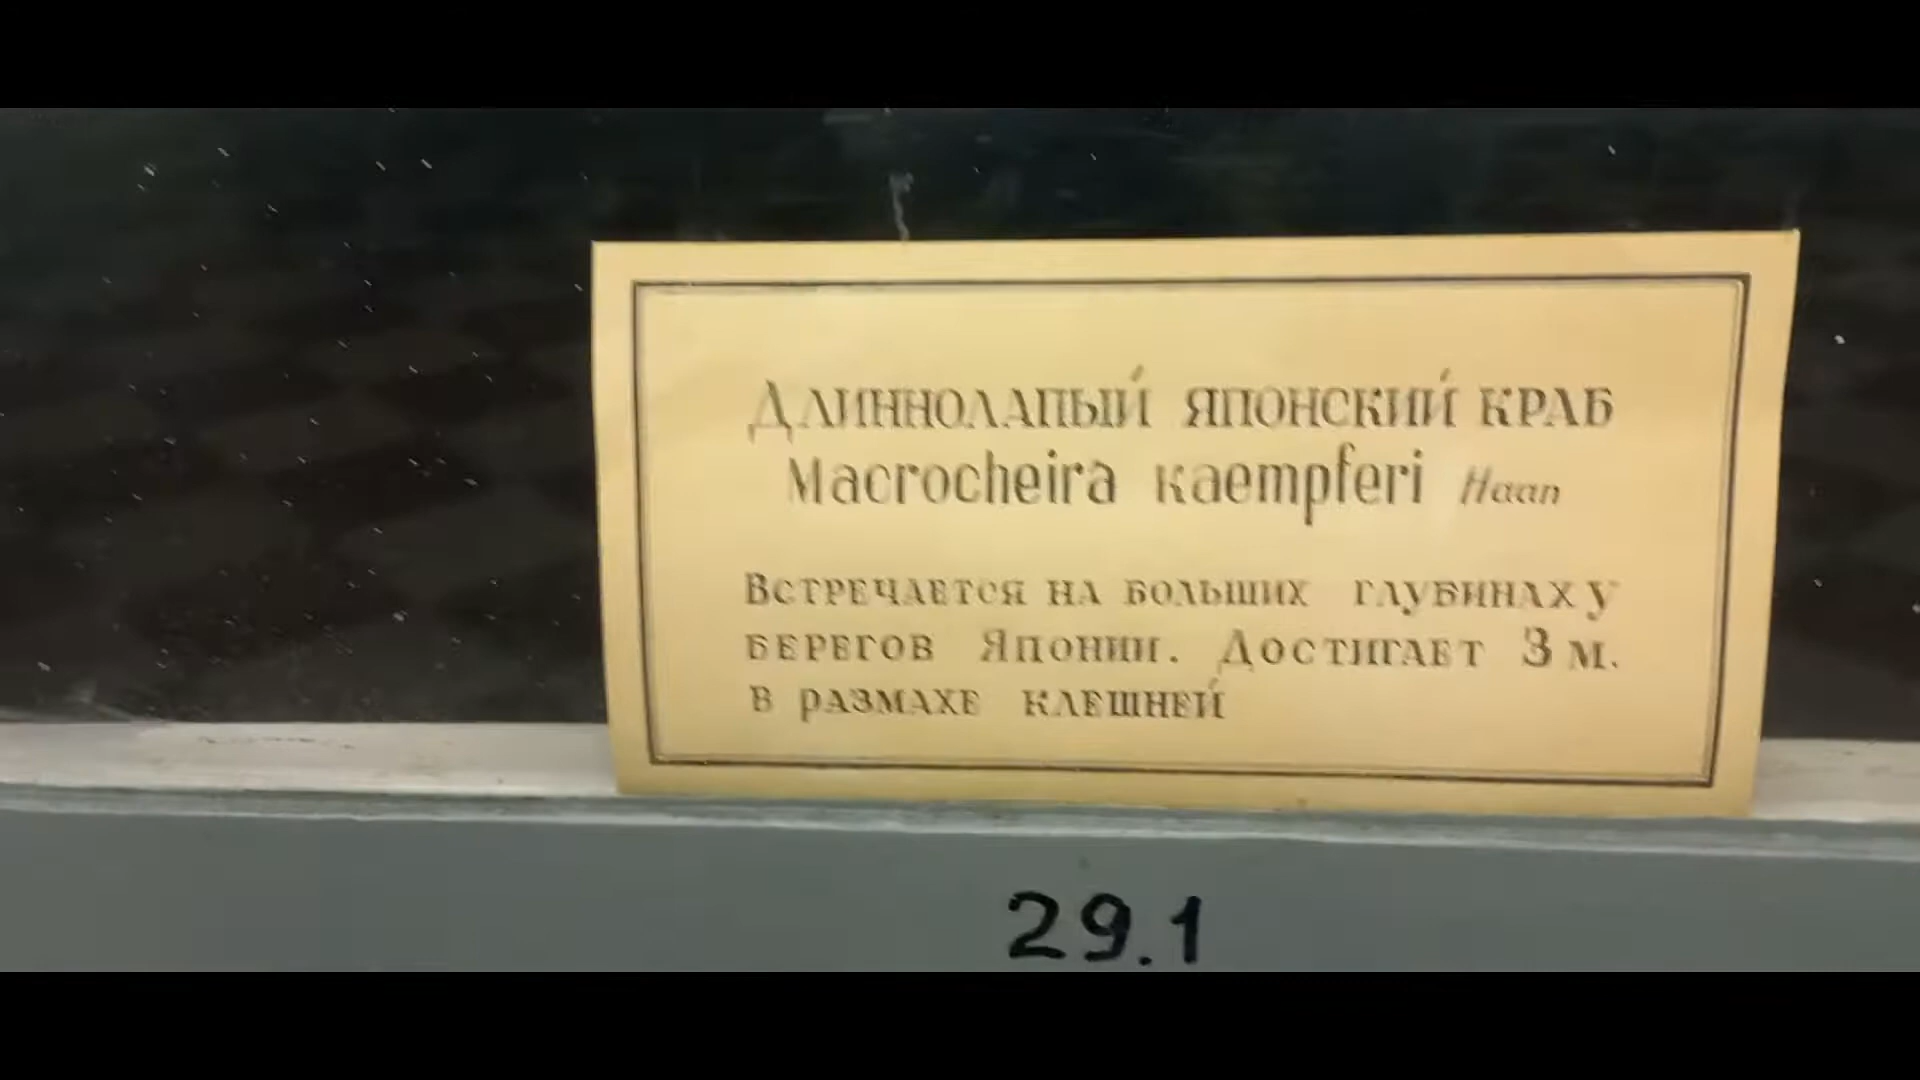 Длиннолапый японский краб
Macrocheira kaempferi Haan
Встречается на больших глубинах у
берегов Японии. Достигает 3 м.
в размахе клешней
29.1